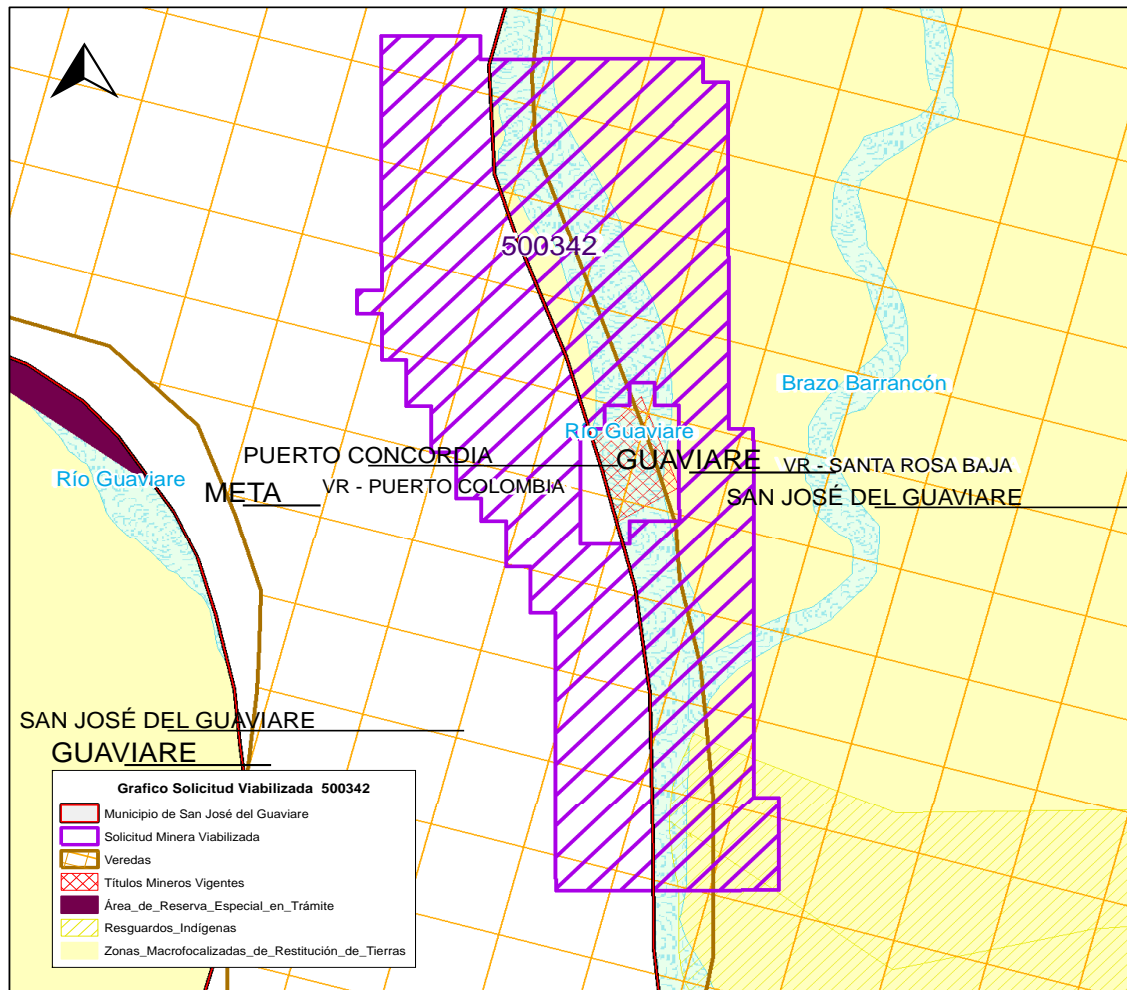 500342
Brazo Barrancón
Río Guaviare
PUERTO CONCORDIA
GUAVIARE
VR - SANTA ROSA BAJA
Río Guaviare
META
VR - PUERTO COLOMBIA
SAN JOSÉ DEL GUAVIARE
SAN JOSÉ DEL GUAVIARE
GUAVIARE
Grafico Solicitud Viabilizada 500342
Municipio de San José del Guaviare
Solicitud Minera Viabilizada
Veredas
Títulos Mineros Vigentes
Área_de_Reserva_Especial_en_Trámite
Resguardos_Indígenas
Zonas_Macrofocalizadas_de_Restitución_de_Tierras